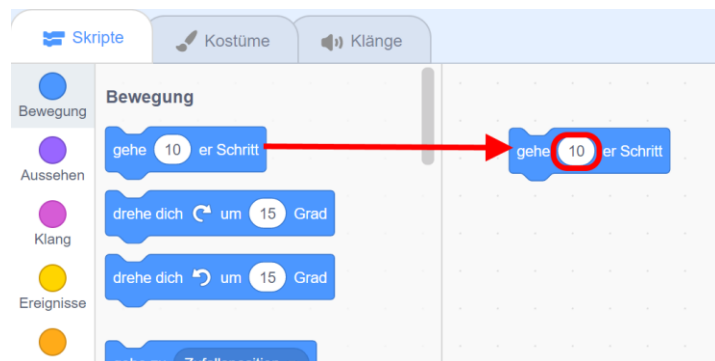 Skripte Kostüme Klänge
Bewegung
Bewegung
gehe 10 er Schritt
gehe 10 er Schritt
Aussehen
drehe dich um 15 Grad
Klang
drehe dich um 15 Grad
Ereignisse